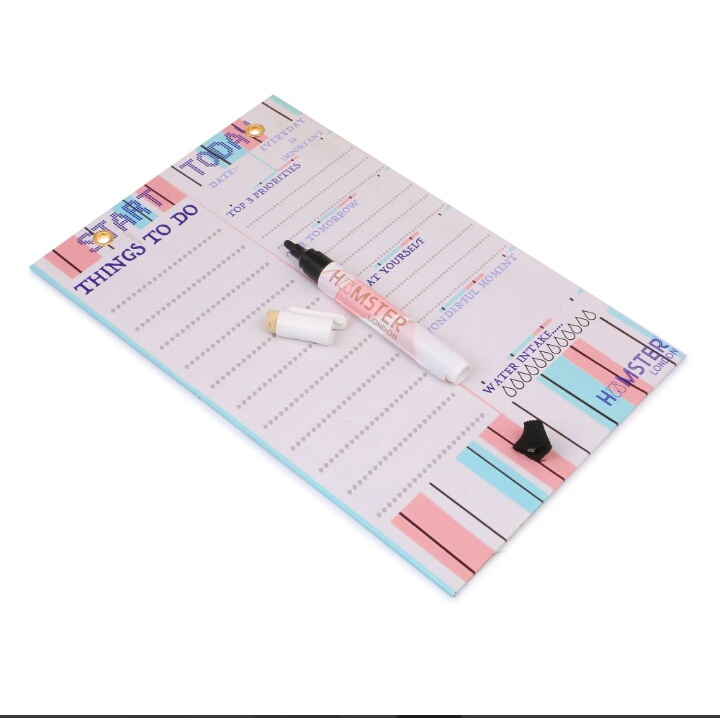 START TODAY
DATE:
EVERYDAY
IS
IMPORTANT
THINGS TO DO
TOP 3 PRIORITIES
TOMORROW
AT YOURSELF
WONDERFUL MOMENT
WATER INTAKE.....
HAMSTER
LONDON
HAMSTER
LONDON